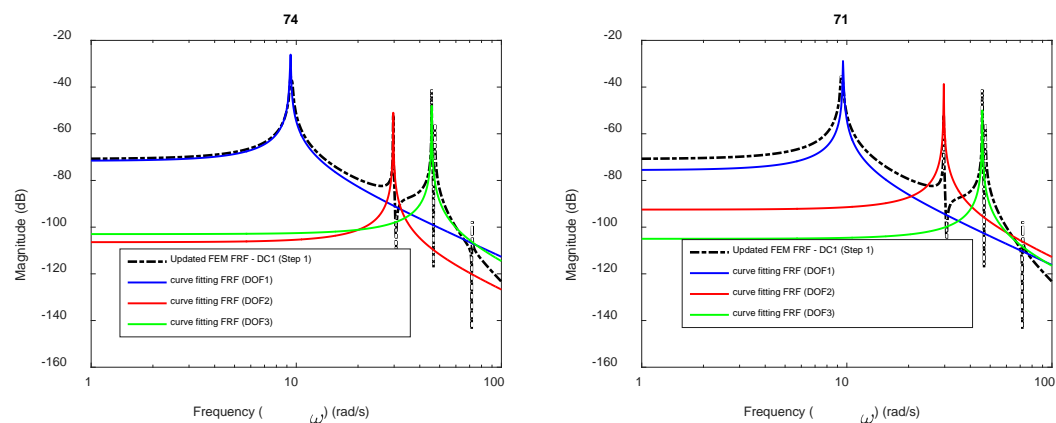 74
-20
-40
-60
-80
-100
-120
-140
-160
Magnitude (dB)
Updated FEM FRF - DC1 (Step 1)
curve fitting FRF (DOF1)
curve fitting FRF (DOF2)
curve fitting FRF (DOF3)
1
10
100
Frequency ( ω) (rad/s)
71
-20
-40
-60
-80
-100
-120
-140
-160
Magnitude (dB)
Updated FEM FRF - DC1 (Step 1)
curve fitting FRF (DOF1)
curve fitting FRF (DOF2)
curve fitting FRF (DOF3)
1
10
100
Frequency ( ω) (rad/s)